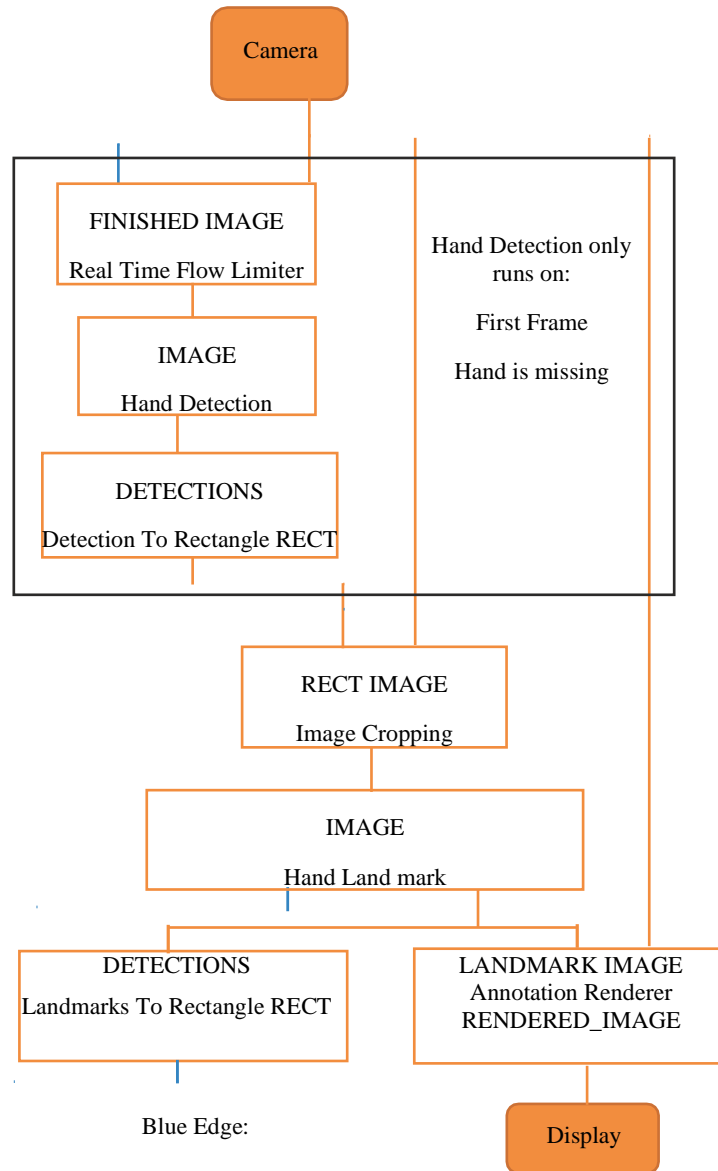 Camera
FINISHED IMAGE
Real Time Flow Limiter
Hand Detection only
runs on:
First Frame
Hand is missing
IMAGE
Hand Detection
DETECTIONS
Detection To Rectangle RECT
RECT IMAGE
Image Cropping
IMAGE
Hand Land mark
DETECTIONS
Landmarks To Rectangle RECT
LANDMARK IMAGE
Annotation Renderer
RENDERED_IMAGE
Blue Edge:
Display